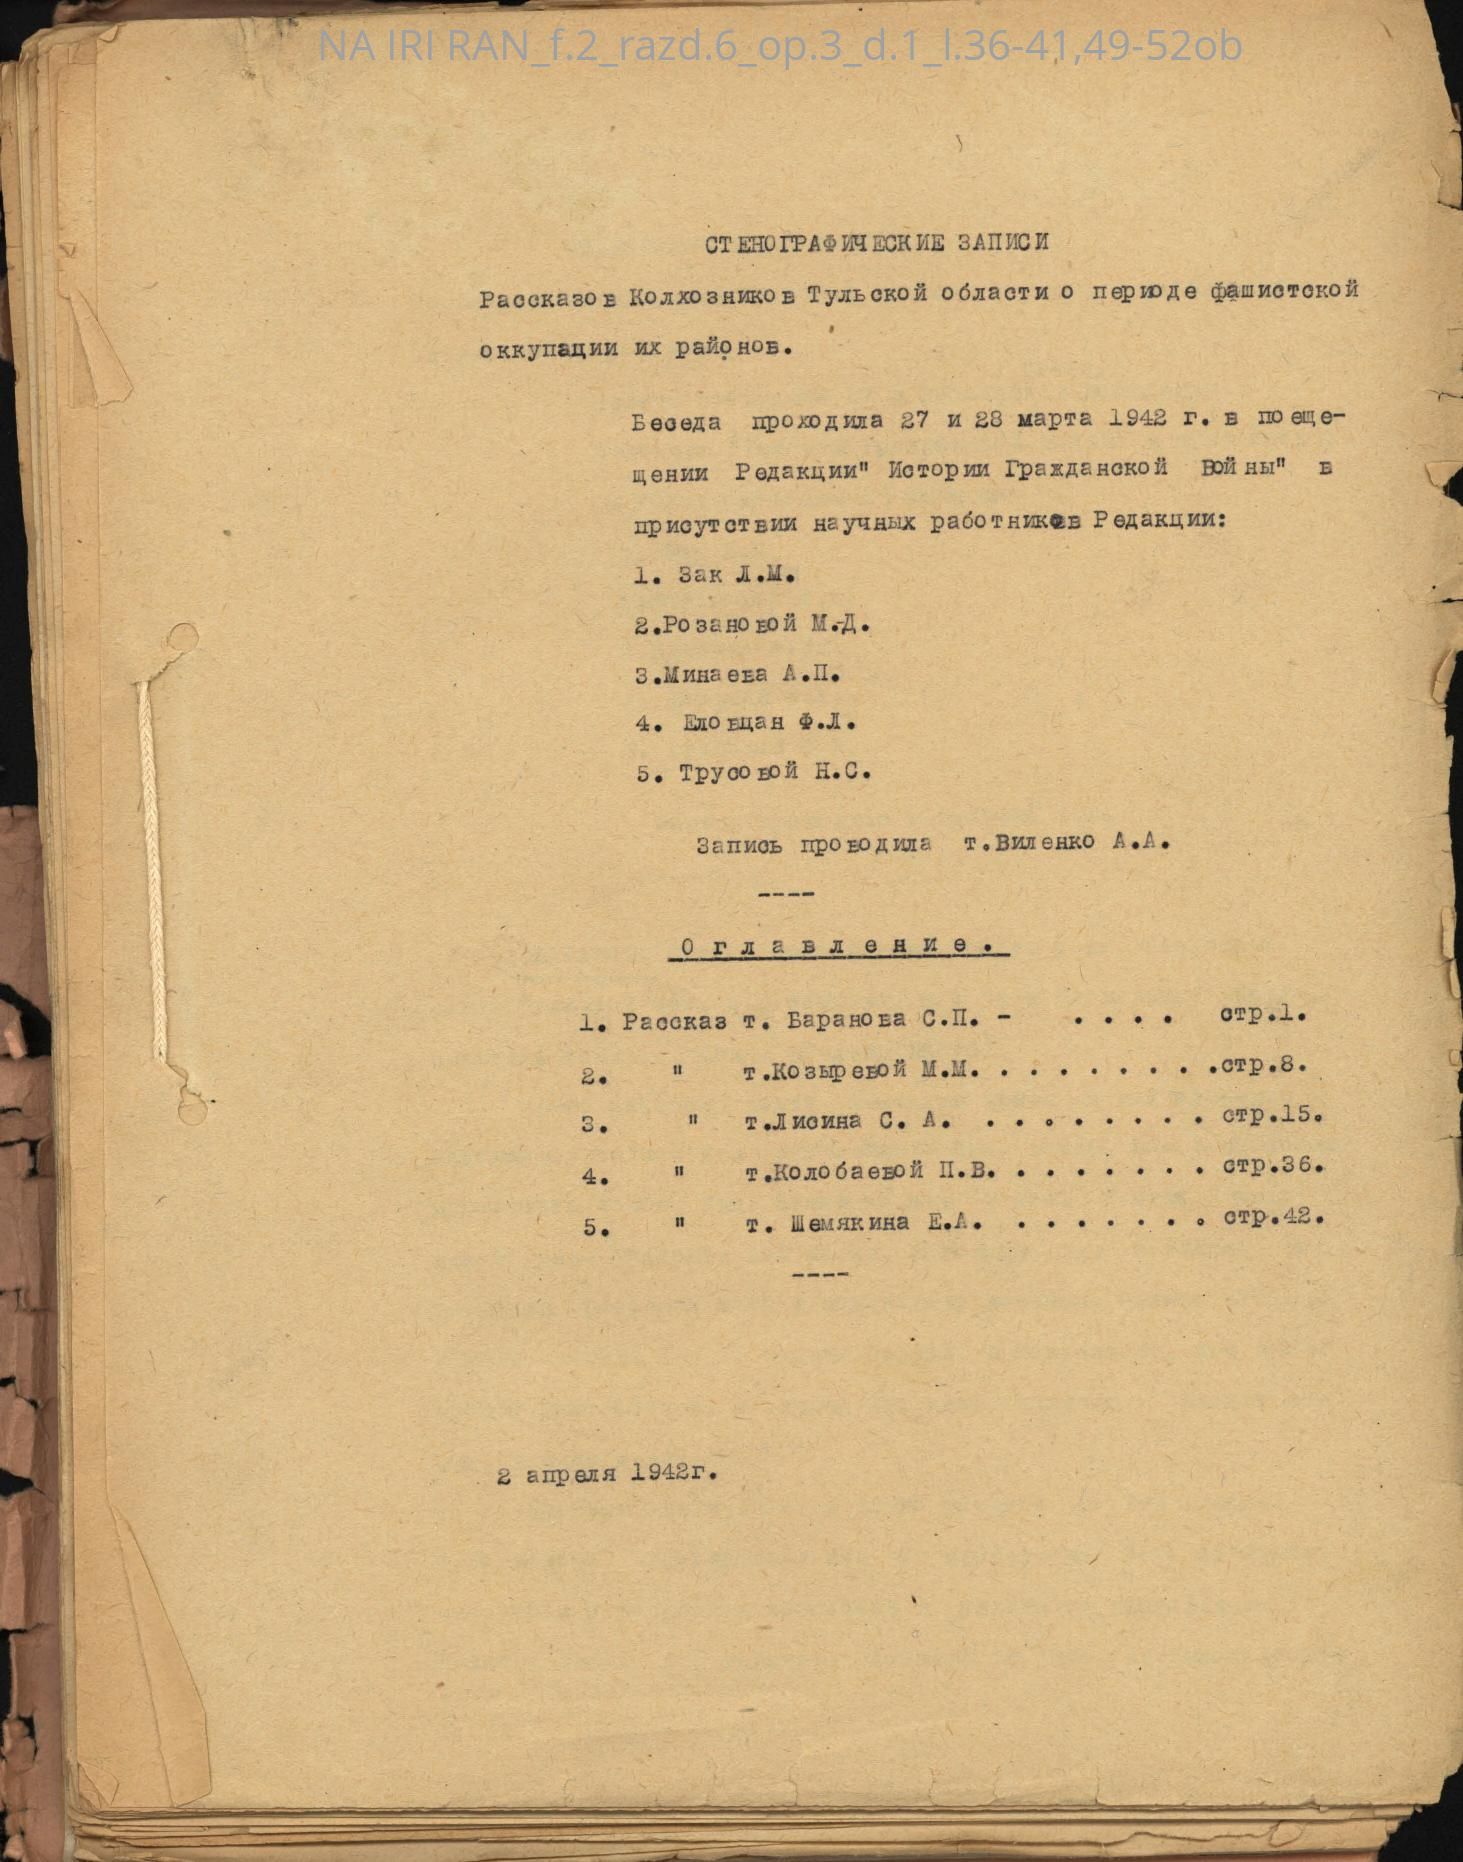 NA IRI RAN_f.2_razd.6_op.3_d.1_l.36-41,49-52ob
СТЕНОГРАФИЧЕСКИЕ ЗАПИСИ
Рассказов Колхозников Тульской области о периоде фашистской
оккупации их районов.
Беседа проходила 27 и 28 марта 1942 г. в поеще-
щении Редакции" Истории Гражданской Войны" в
присутствии научных работников Редакции:
1. Зак Л.М.
2.Розановой М.Д.
3.Минаева А.П.
4. Еловцан Ф.Л.
5. Трусовой Н.С.
Запись проводила т.Виленко А.А.
----
О г л а в л е н и е .
1. Рассказ т. Баранова С.П. - . . . . стр.1.
2. " т.Козыревой М.М. . . . . . . . . .стр.8.
3. " т.Лисина С. А. . . . . . . . . стр.15.
4. " т.Колобаевой П.В. . . . . . . . стр.36.
5. " т. Шемякина Е.А. . . . . . . . стр.42.
----
2 апреля 1942г.